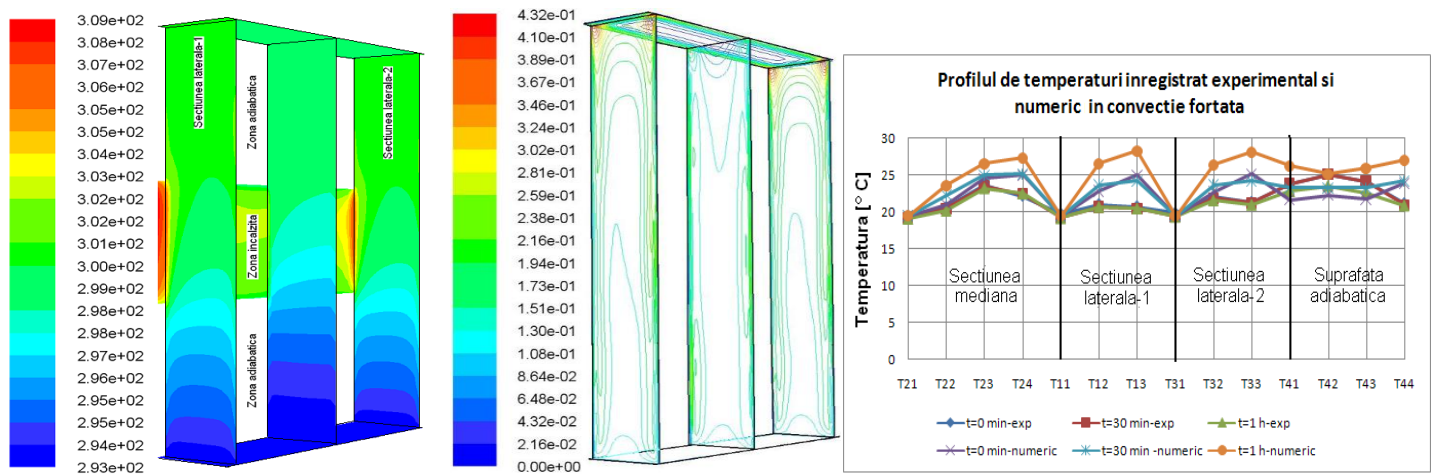 3.09e+02
3.08e+02
3.07e+02
3.06e+02
3.05e+02
3.05e+02
3.04e+02
3.03e+02
3.02e+02
3.02e+02
3.01e+02
3.00e+02
2.99e+02
2.98e+02
2.98e+02
2.97e+02
2.96e+02
2.95e+02
2.95e+02
2.94e+02
2.93e+02
Sectiunea laterala-1
Zona adiabatica
Zona incalzita
Zona adiabatica
Sectiunea laterala-2
4.32e-01
4.10e-01
3.89e-01
3.67e-01
3.46e-01
3.24e-01
3.02e-01
2.81e-01
2.59e-01
2.38e-01
2.16e-01
1.94e-01
1.73e-01
1.51e-01
1.30e-01
1.08e-01
8.64e-02
6.48e-02
4.32e-02
2.16e-02
0.00e+00
Profilul de temperaturi inregistrat experimental si
numeric in convectie fortata
Temperatura [° C]
30
25
20
15
10
5
0
Sectiunea
mediana
Sectiunea
laterala-1
Sectiunea
laterala-2
Suprafata
adiabatica
T21 T22 T23 T24 T11 T12 T13 T31 T32 T33 T41 T42 T43 T44
t=0 min-exp t=30 min-exp t=1 h-exp
t=0 min-numeric t=30 min -numeric t=1 h-numeric